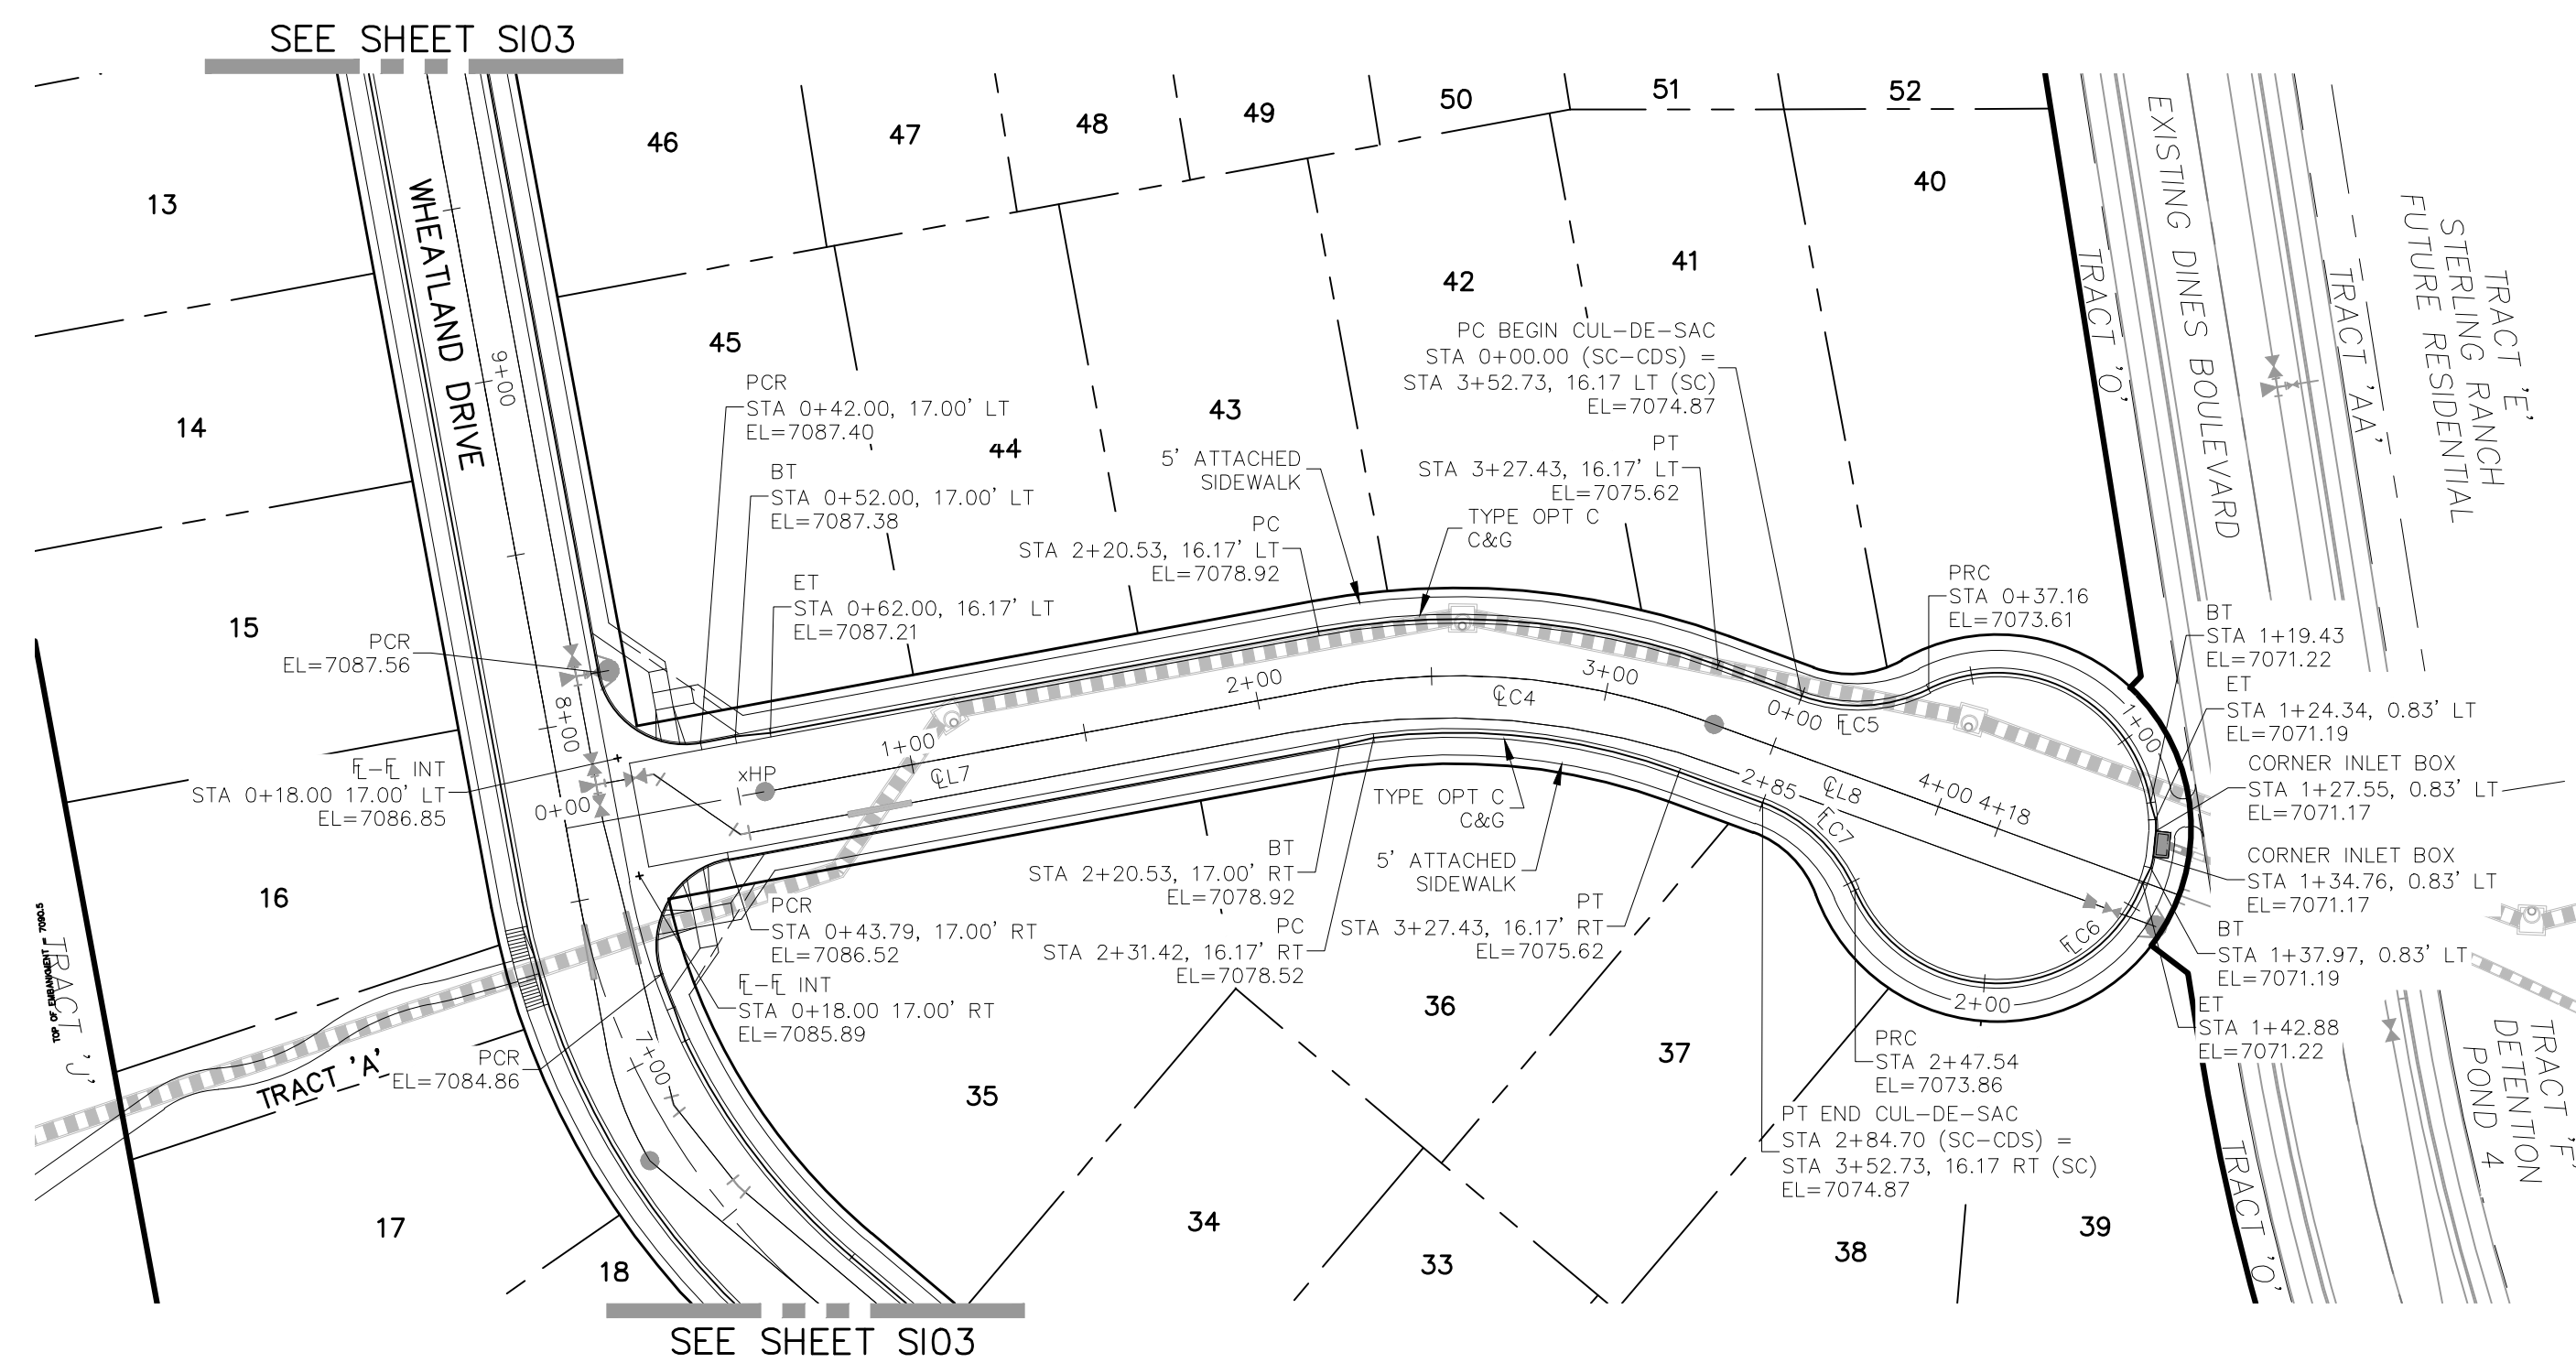 SEE SHEET SI03
13
14
15
16
17
18
46
47
48
49
50
51
52
45
44
43
42
41
40
WHEATLAND DRIVE
9+00
8+00
7+00
EXISTING DINES BOULEVARD
TRACT 'O'
TRACT 'AA'
TRACT 'E'
STERLING RANCH
FUTURE RESIDENTIAL
PCR
STA 0+42.00, 17.00' LT
EL=7087.40
BT
STA 0+52.00, 17.00' LT
EL=7087.38
ET
STA 0+62.00, 16.17' LT
EL=7087.21
PCR
EL=7087.56
5' ATTACHED
SIDEWALK
PC
STA 2+20.53, 16.17' LT
EL=7078.92
TYPE OPT C
C&G
PC BEGIN CUL-DE-SAC
STA 0+00.00 (SC-CDS) =
STA 3+52.73, 16.17 LT (SC)
EL=7074.87
PT
STA 3+27.43, 16.17' LT
EL=7075.62
PRC
STA 0+37.16
EL=7073.61
BT
STA 1+19.43
EL=7071.22
ET
STA 1+24.34, 0.83' LT
EL=7071.19
CORNER INLET BOX
STA 1+27.55, 0.83' LT
EL=7071.17
CORNER INLET BOX
STA 1+34.76, 0.83' LT
EL=7071.17
BT
STA 1+37.97, 0.83' LT
EL=7071.19
ET
STA 1+42.88
EL=7071.22
FL-FL INT
STA 0+18.00 17.00' LT
EL=7086.85
0+00
xHP
1+00
CLL7
2+00
CLC4
3+00
0+00
FLC5
1+00
2+85
CLL8
FLC7
4+00
4+18
FLC6
2+00
TYPE OPT C
C&G
5' ATTACHED
SIDEWALK
BT
STA 2+20.53, 17.00' RT
EL=7078.92
PC
STA 2+31.42, 16.17' RT
EL=7078.52
PT
STA 3+27.43, 16.17' RT
EL=7075.62
PCR
STA 0+43.79, 17.00' RT
EL=7086.52
FL-FL INT
STA 0+18.00 17.00' RT
EL=7085.89
PCR
EL=7084.86
PRC
STA 2+47.54
EL=7073.86
PT END CUL-DE-SAC
STA 2+84.70 (SC-CDS) =
STA 3+52.73, 16.17 RT (SC)
EL=7074.87
TOP OF EMBANKMENT = 7090.5
TRACT 'J'
TRACT 'A'
35
36
37
34
33
38
39
TRACT 'O'
TRACT 'F'
DETENTION
POND 4
SEE SHEET SI03